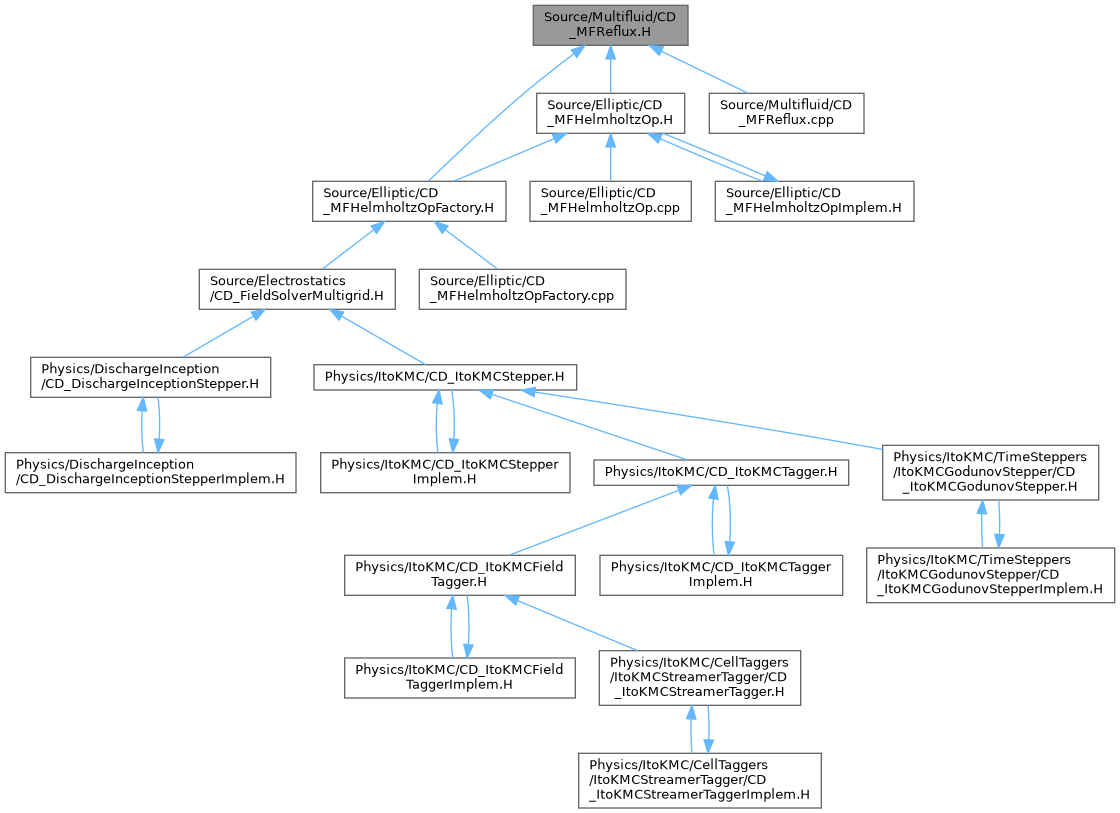 Source/Multifluid/CD
_MFReflux.H
Source/Elliptic/CD
_MFHelmholtzOp.H
Source/Multifluid/CD
_MFReflux.cpp
Source/Elliptic/CD
_MFHelmholtzOpFactory.H
Source/Elliptic/CD
_MFHelmholtzOp.cpp
Source/Elliptic/CD
_MFHelmholtzOpImplem.H
Source/Electrostatics
/CD_FieldSolverMultigrid.H
Source/Elliptic/CD
_MFHelmholtzOpFactory.cpp
Physics/DischargeInception
/CD_DischargeInceptionStepper.H
Physics/ItoKMC/CD_ItoKMCStepper.H
Physics/DischargeInception
/CD_DischargeInceptionStepperImplem.H
Physics/ItoKMC/CD_ItoKMCStepper
Implem.H
Physics/ItoKMC/CD_ItoKMCTagger.H
Physics/ItoKMC/TimeSteppers
/ItoKMCGodunovStepper/CD
_ItoKMCGodunovStepper.H
Physics/ItoKMC/CD_ItoKMCField
Tagger.H
Physics/ItoKMC/CD_ItoKMCTagger
Implem.H
Physics/ItoKMC/TimeSteppers
/ItoKMCGodunovStepper/CD
_ItoKMCGodunovStepperImplem.H
Physics/ItoKMC/CD_ItoKMCField
TaggerImplem.H
Physics/ItoKMC/CellTaggers
/ItoKMCStreamerTagger/CD
_ItoKMCStreamerTagger.H
Physics/ItoKMC/CellTaggers
/ItoKMCStreamerTagger/CD
_ItoKMCStreamerTaggerImplem.H